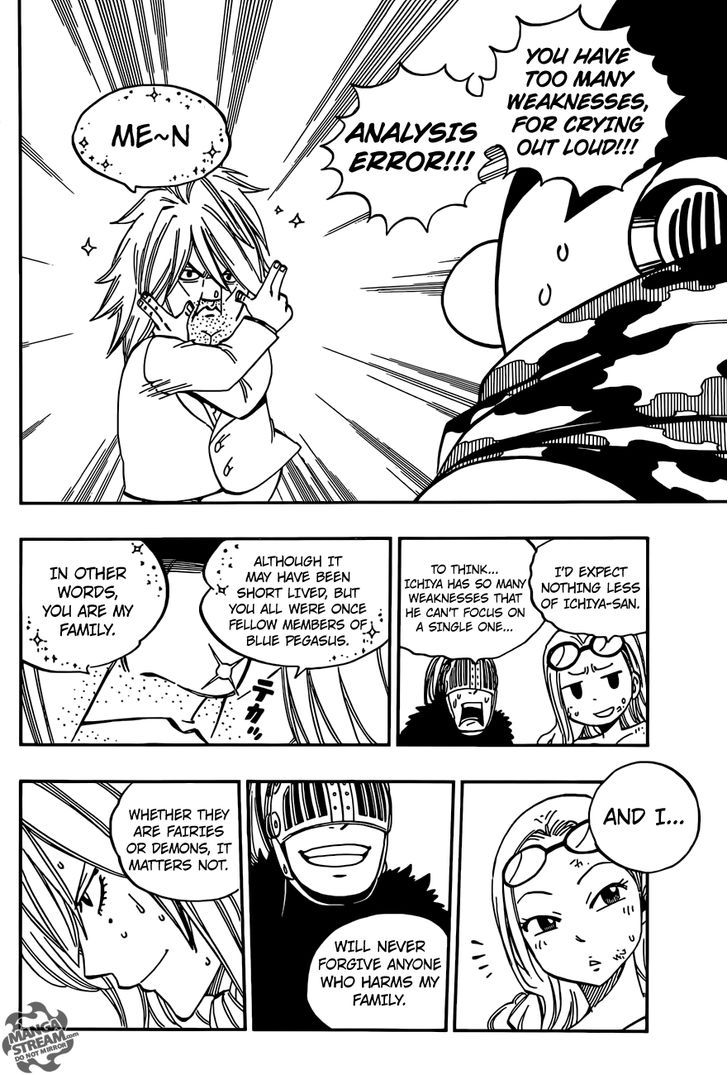 YOU HAVE
TOO MANY
WEAKNESSES,
FOR CRYING
OUT LOUD!!!
ANALYSIS
ERROR!!!
ME~N
I'D EXPECT
NOTHING LESS
OF ICHIYA-SAN.
TO THINK...
ICHIYA HAS SO MANY
WEAKNESSES THAT
HE CAN'T FOCUS ON
A SINGLE ONE...
ALTHOUGH IT
MAY HAVE BEEN
SHORT LIVED, BUT
YOU ALL WERE ONCE
FELLOW MEMBERS OF
BLUE PEGASUS.
テカッ
IN OTHER
WORDS,
YOU ARE MY
FAMILY.
AND I...
WILL NEVER
FORGIVE ANYONE
WHO HARMS MY
FAMILY.
WHETHER THEY
ARE FAIRIES
OR DEMONS, IT
MATTERS NOT.
MANGA
STREAM.com
DO NOT MIRROR!